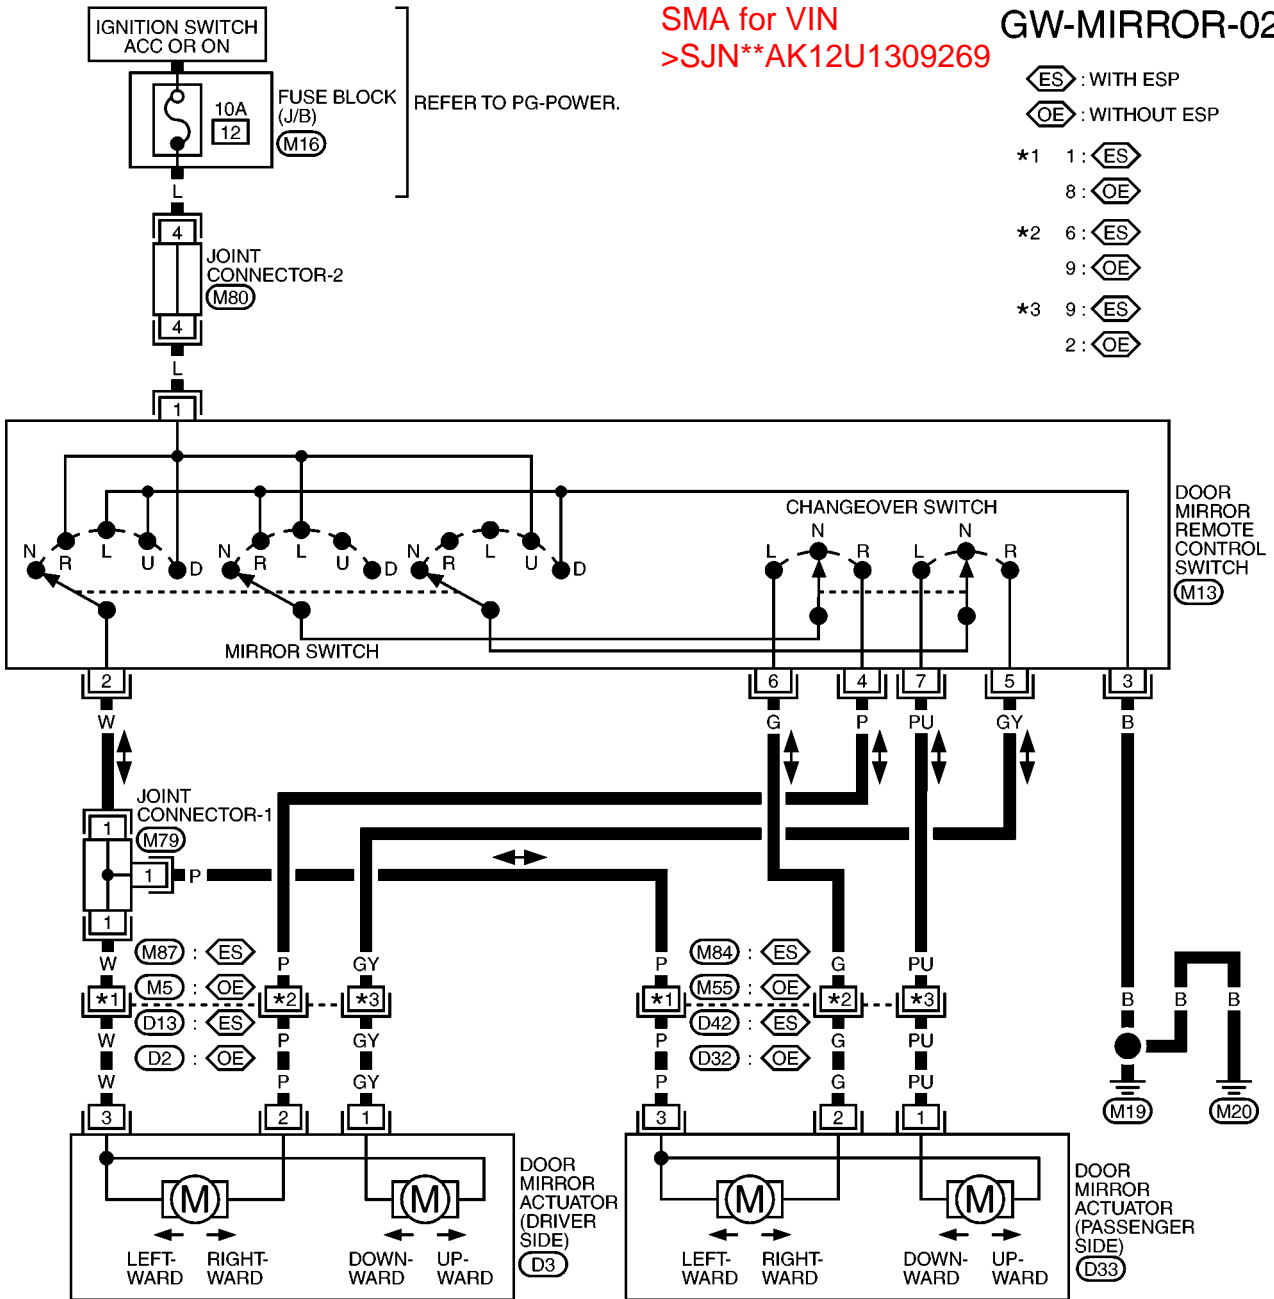 IGNITION SWITCH
ACC OR ON
10A
12
FUSE BLOCK
(J/B)
M16
REFER TO PG-POWER.
SMA for VIN
>SJN**AK12U1309269
GW-MIRROR-02
ES : WITH ESP
OE : WITHOUT ESP
*1 1 : ES
8 : OE
*2 6 : ES
9 : OE
*3 9 : ES
2 : OE
L
4
JOINT
CONNECTOR-2
M80
4
L
1
CHANGEOVER SWITCH
N R L U D
N R L U D
N R L U D
L N R
L N R
MIRROR SWITCH
DOOR
MIRROR
REMOTE
CONTROL
SWITCH
M13
2 6 4 7 5 3
W G P PU GY B
JOINT
CONNECTOR-1
M79
1
1 P
1
M87 : ES
M84 : ES
W P GY P G PU
M5 : OE
M55 : OE
*1 *2 *3 *1 *2 *3
B B B
D13 : ES
D42 : ES
W P GY P G PU
D2 : OE
D32 : OE
W P GY P G PU
3 2 1 3 2 1
M19 M20
M M M M
LEFT-
WARD
RIGHT-
WARD
DOWN-
WARD
UP-
WARD
DOOR
MIRROR
ACTUATOR
(DRIVER
SIDE)
D3
LEFT-
WARD
RIGHT-
WARD
DOWN-
WARD
UP-
WARD
DOOR
MIRROR
ACTUATOR
(PASSENGER
SIDE)
D33